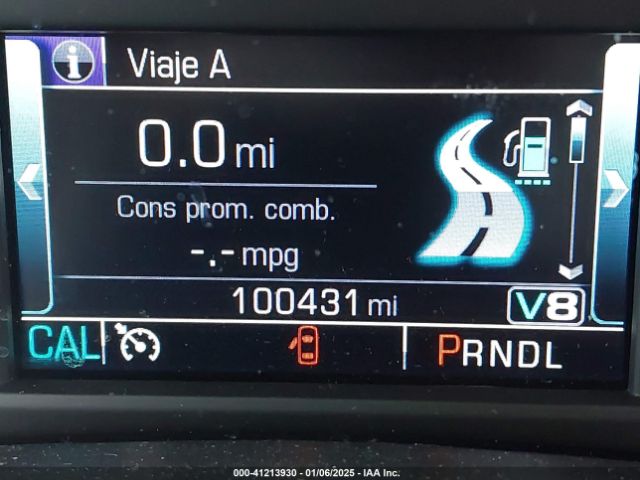 i Viaje A
0.0 mi
Cons prom. comb.
-.- mpg
100431 mi V8
CAL PRNDL
000-41213930 - 01/06/2025 - IAA Inc.